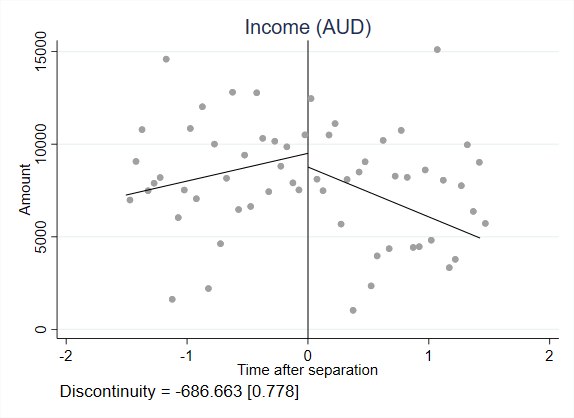 Income (AUD)
Amount
15000
10000
5000
0
-2 -1 0 1 2
Time after separation
Discontinuity = -686.663 [0.778]